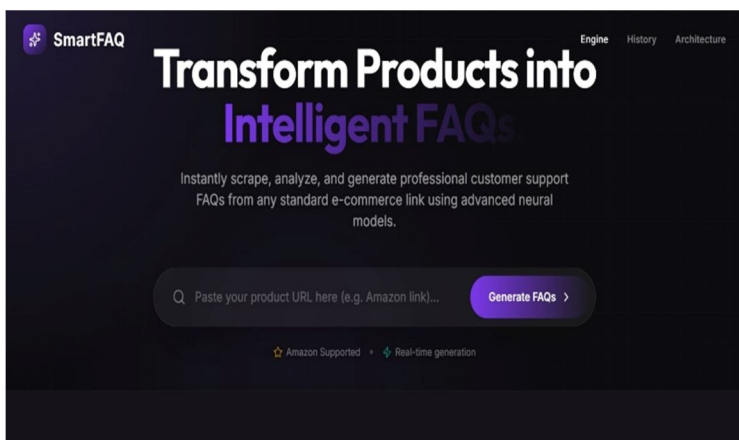 SmartFAQ
Engine History Architecture
Transform Products into
Intelligent FAQs
Instantly scrape, analyze, and generate professional customer support
FAQs from any standard e-commerce link using advanced neural
models.
Paste your product URL here (e.g. Amazon link)...
Generate FAQs
Amazon Supported • Real-time generation